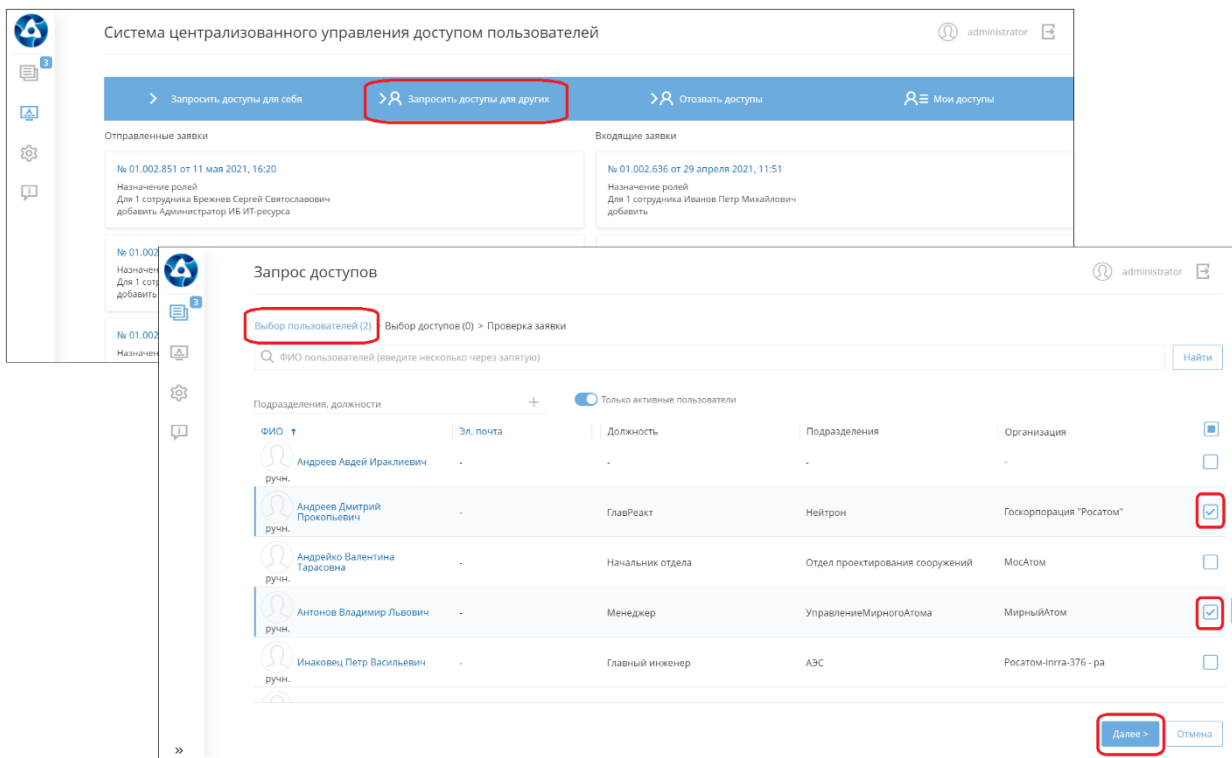 Система централизованного управления доступом пользователей
administrator
3
Запросить доступы для себя
Запросить доступы для других
Отозвать доступы
Мои доступы
Отправленные заявки
Входящие заявки
№ 01.002.851 от 11 мая 2021, 16:20
Назначение ролей
Для 1 сотрудника Брежнев Сергей Святославович
добавить Администратор ИБ ИТ-ресурса
№ 01.002.636 от 29 апреля 2021, 11:51
Назначение ролей
Для 1 сотрудника Иванов Петр Михайлович
добавить
№ 01.002
Назначен
Для 1 сот
добавить
№ 01.002
Назначен
Запрос доступов
administrator
3
Выбор пользователей (2) > Выбор доступов (0) > Проверка заявки
ФИО пользователей (введите несколько через запятую)
Найти
Подразделения, должности +
Только активные пользователи
ФИО ↑ Эл. почта Должность Подразделения Организация
Андреев Авдей Ираклиевич - - - -
ручн.
Андреев Дмитрий
Прокопьевич - ГлавРеакт Нейтрон Госкорпорация "Росатом"
ручн.
Андрейко Валентина
Тарасовна - Начальник отдела Отдел проектирования сооружений МосАтом
ручн.
Антонов Владимир Львович - Менеджер УправлениеМирногоАтома МирныйАтом
ручн.
Инаковец Петр Васильевич - Главный инженер АЭС Росатом-inrra-376 - ра
ручн.
Далее >
Отмена
»